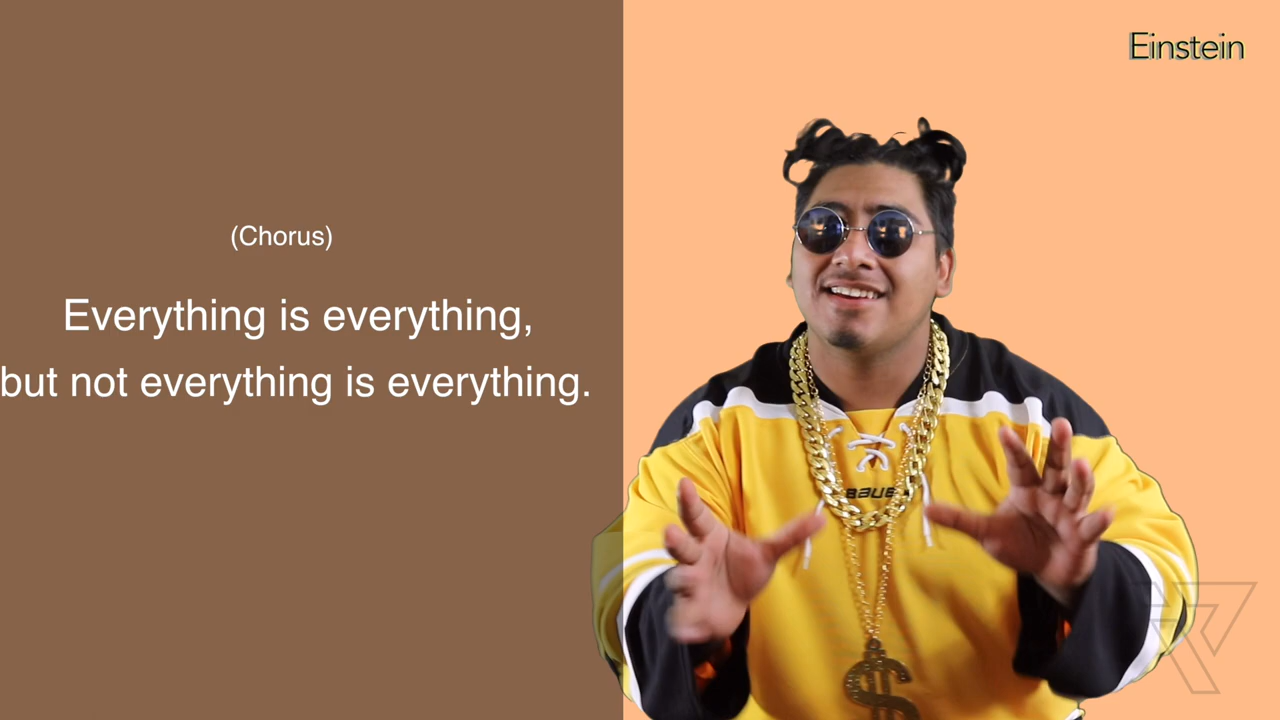 Einstein
(Chorus)
Everything is everything,
but not everything is everything.